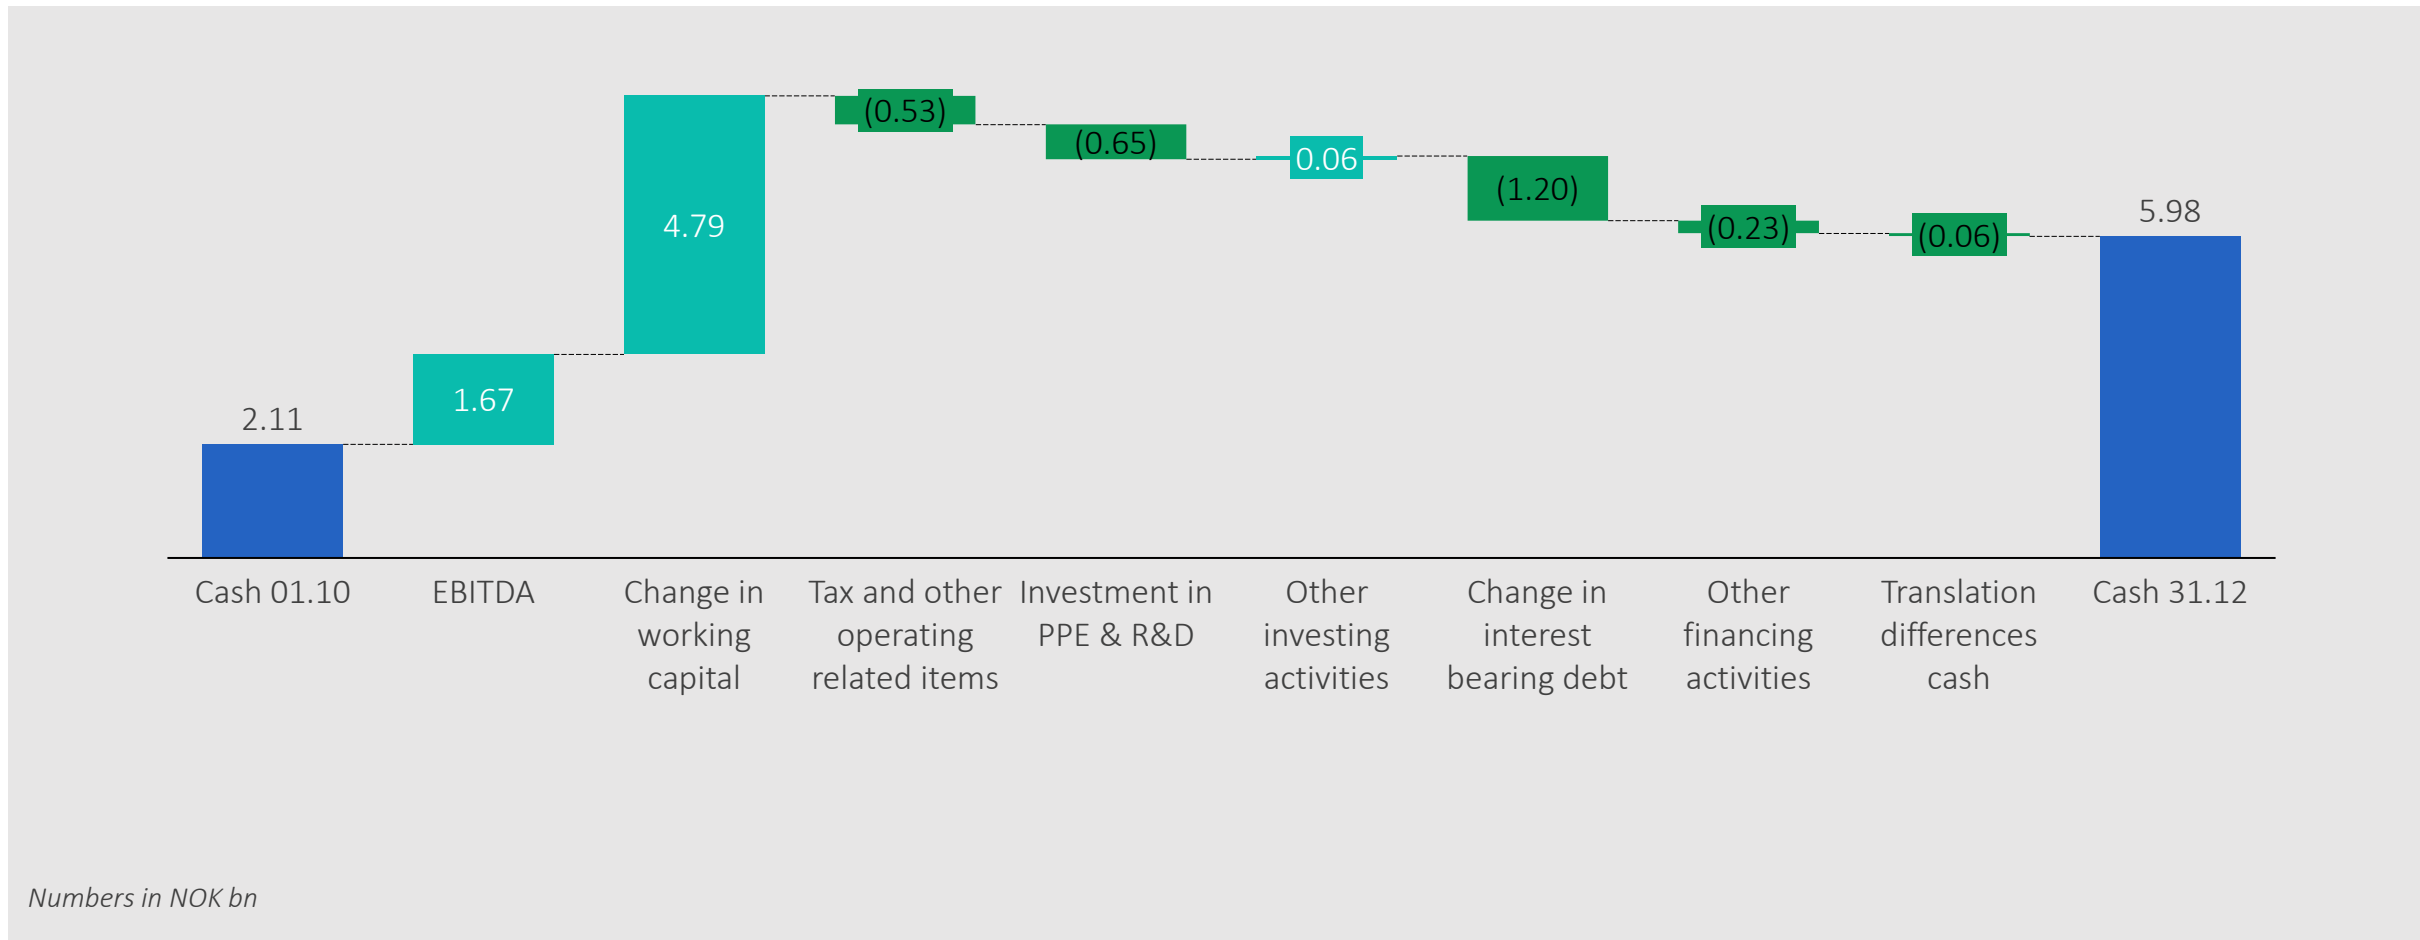 4.79
(0.53)
(0.65)
0.06
(1.20)
(0.23)
(0.06)
5.98
1.67
2.11
Cash 01.10
EBITDA
Change in
working
capital
Tax and other
operating
related items
Investment in
PPE & R&D
Other
investing
activities
Change in
interest
bearing debt
Other
financing
activities
Translation
differences
cash
Cash 31.12
Numbers in NOK bn